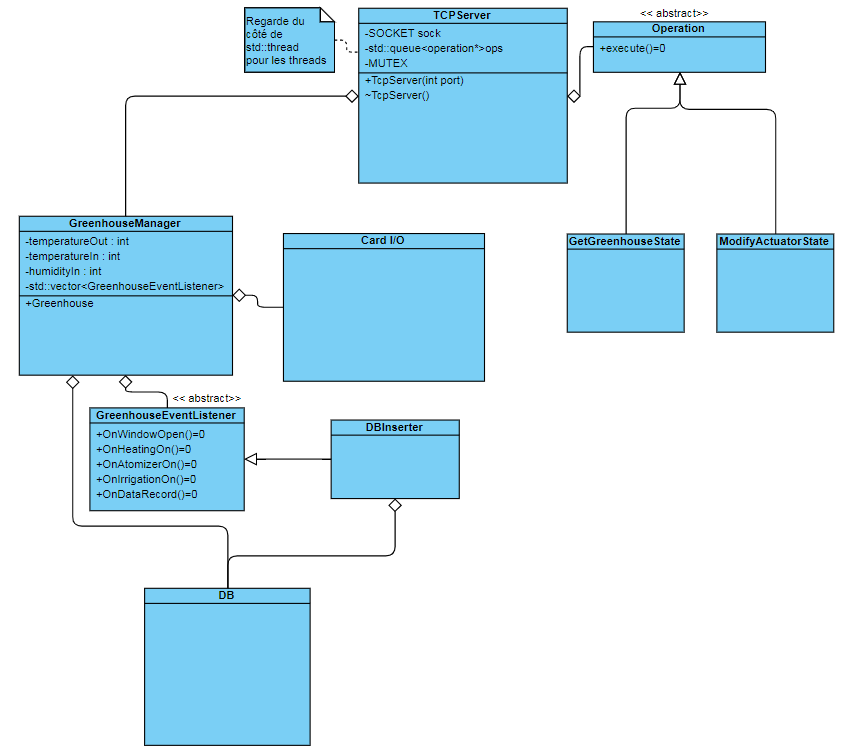 Regarde du
côté de
std::thread
pour les threads
TCPServer
-SOCKET sock
-std::queue<operation*>ops
-MUTEX
+TcpServer(int port)
~TcpServer()
<< abstract>>
Operation
+execute()=0
GreenhouseManager
-temperatureOut : int
-temperatureIn : int
-humidityIn : int
-std::vector<GreenhouseEventListener>
+Greenhouse
Card I/O
GetGreenhouseState
ModifyActuatorState
<< abstract>>
GreenhouseEventListener
+OnWindowOpen()=0
+OnHeatingOn()=0
+OnAtomizerOn()=0
+OnIrrigationOn()=0
+OnDataRecord()=0
DBInserter
DB